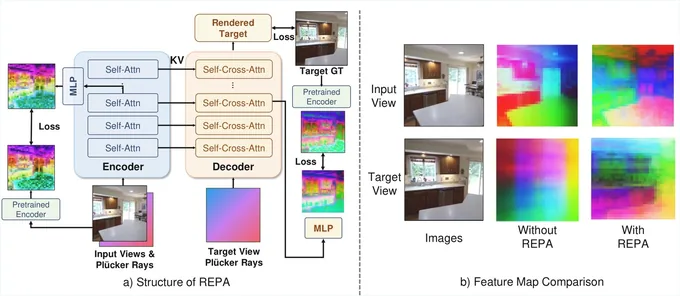 Rendered
Target
Loss
Target GT
KV
MLP
Self-Attn
Self-Attn
Self-Attn
Self-Attn
Encoder
Self-Cross-Attn
Self-Cross-Attn
Self-Cross-Attn
Self-Cross-Attn
Decoder
Pretrained
Encoder
Loss
Loss
MLP
Pretrained
Encoder
Input Views &
Plücker Rays
Target View
Plücker Rays
a) Structure of REPA
Input
View
Target
View
Images
Without
REPA
With
REPA
b) Feature Map Comparison